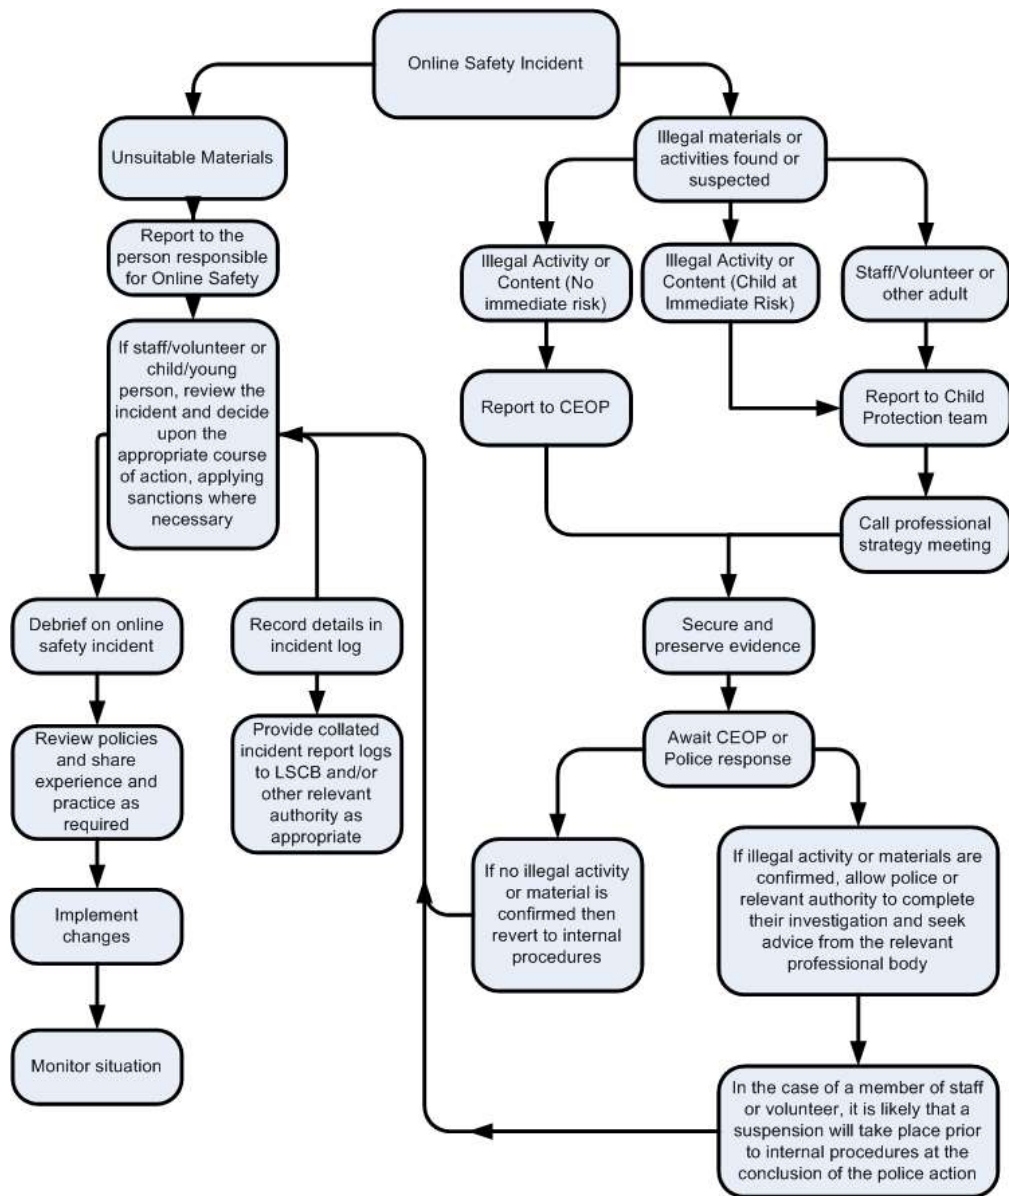 Online Safety Incident
Unsuitable Materials
Illegal materials or
activities found or
suspected
Report to the
person responsible
for Online Safety
Illegal Activity or
Content (No
immediate risk)
Illegal Activity or
Content (Child at
Immediate Risk)
Staff/Volunteer or
other adult
If staff/volunteer or
child/young
person, review the
incident and decide
upon the
appropriate course
of action, applying
sanctions where
necessary
Report to CEOP
Report to Child
Protection team
Call professional
strategy meeting
Debrief on online
safety incident
Record details in
incident log
Secure and
preserve evidence
Review policies
and share
experience and
practice as
required
Provide collated
incident report logs
to LSCB and/or
other relevant
authority as
appropriate
Await CEOP or
Police response
If no illegal activity
or material is
confirmed then
revert to internal
procedures
If illegal activity or materials are
confirmed, allow police or
relevant authority to complete
their investigation and seek
advice from the relevant
professional body
Implement
changes
Monitor situation
In the case of a member of staff
or volunteer, it is likely that a
suspension will take place prior
to internal procedures at the
conclusion of the police action